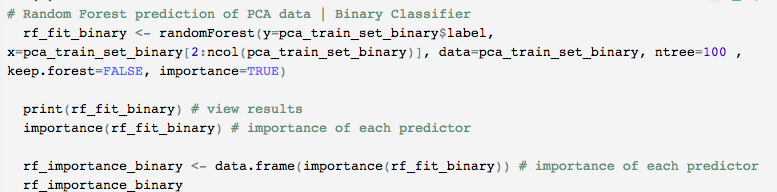 # Random Forest prediction of PCA data | Binary Classifier
rf_fit_binary <- randomForest(y=pca_train_set_binary$label,
x=pca_train_set_binary[2:ncol(pca_train_set_binary)], data=pca_train_set_binary, ntree=100 ,
keep.forest=FALSE, importance=TRUE)
print(rf_fit_binary) # view results
importance(rf_fit_binary) # importance of each predictor
rf_importance_binary <- data.frame(importance(rf_fit_binary)) # importance of each predictor
rf_importance_binary